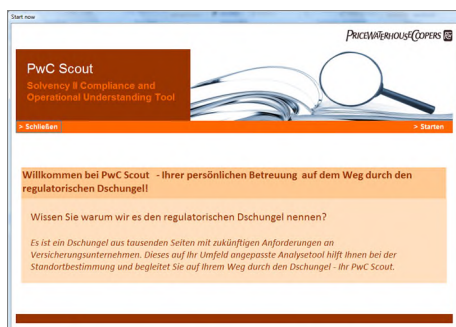 Start now
PRICEWATERHOUSECOOPERS
PwC Scout
Solvency II Compliance and
Operational Understanding Tool
> Schließen
> Starten
Willkommen bei PwC Scout - Ihrer persönlichen Betreuung auf dem Weg durch den
regulatorischen Dschungel!
Wissen Sie warum wir es den regulatorischen Dschungel nennen?
Es ist ein Dschungel aus tausenden Seiten mit zukünftigen Anforderungen an
Versicherungsunternehmen. Dieses auf Ihr Umfeld angepasste Analysetool hilft Ihnen bei der
Standortbestimmung und begleitet Sie auf Ihrem Weg durch den Dschungel - Ihr PwC Scout.